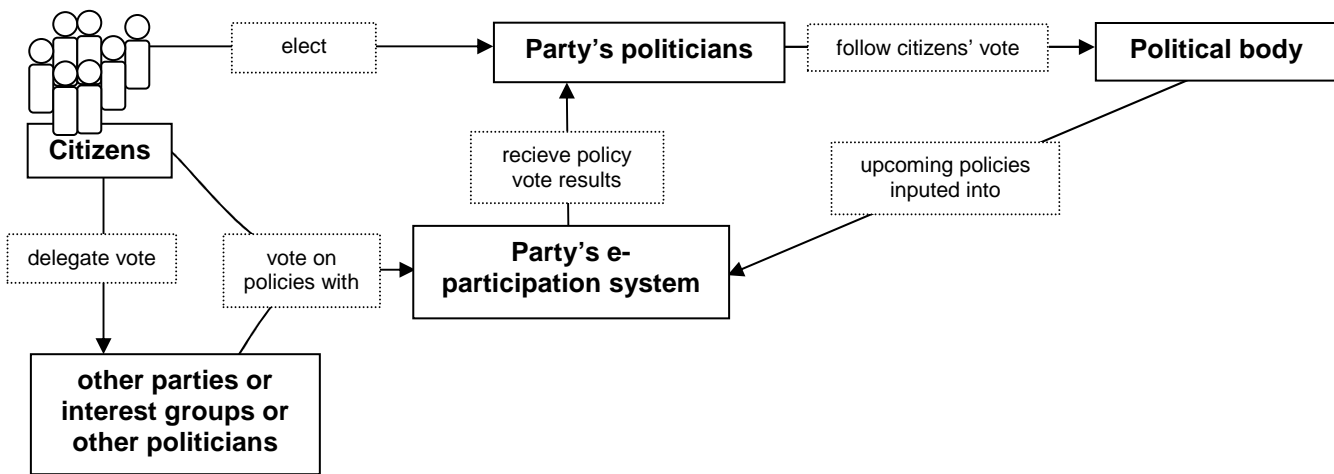 elect
Party’s politicians
follow citizens’ vote
Political body
Citizens
recieve policy
vote results
upcoming policies
inputed into
delegate vote
vote on
policies with
Party’s e-
participation system
other parties or
interest groups or
other politicians